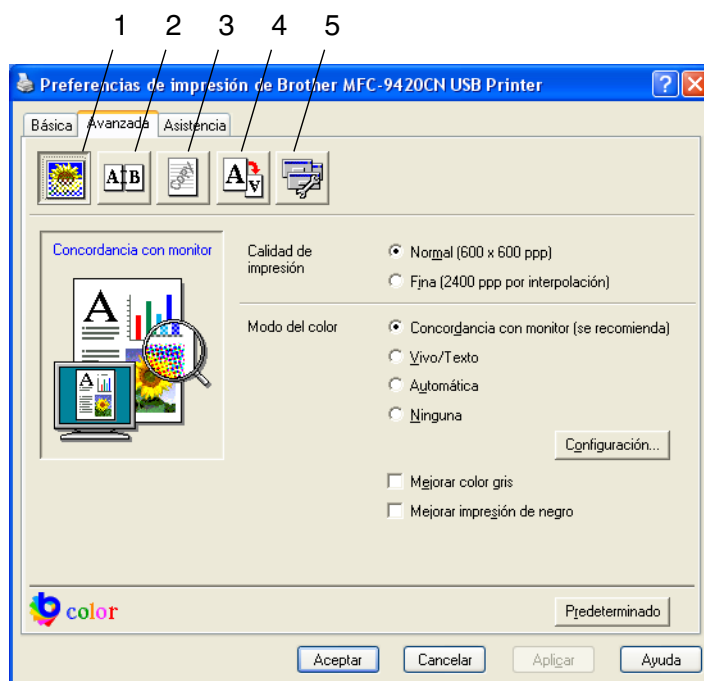 1 2 3 4 5
Preferencias de impresión de Brother MFC-9420CN USB Printer
Básica Avanzada Asistencia
A B Copy A A
Concordancia con monitor
Calidad de
impresión
Normal (600 x 600 ppp)
Fina (2400 ppp por interpolación)
Modo del color
Concordancia con monitor (se recomienda)
Vivo/Texto
Automática
Ninguna
Configuración...
Mejorar color gris
Mejorar impresión de negro
A
A
color
Predeterminado
Aceptar Cancelar Aplicar Ayuda